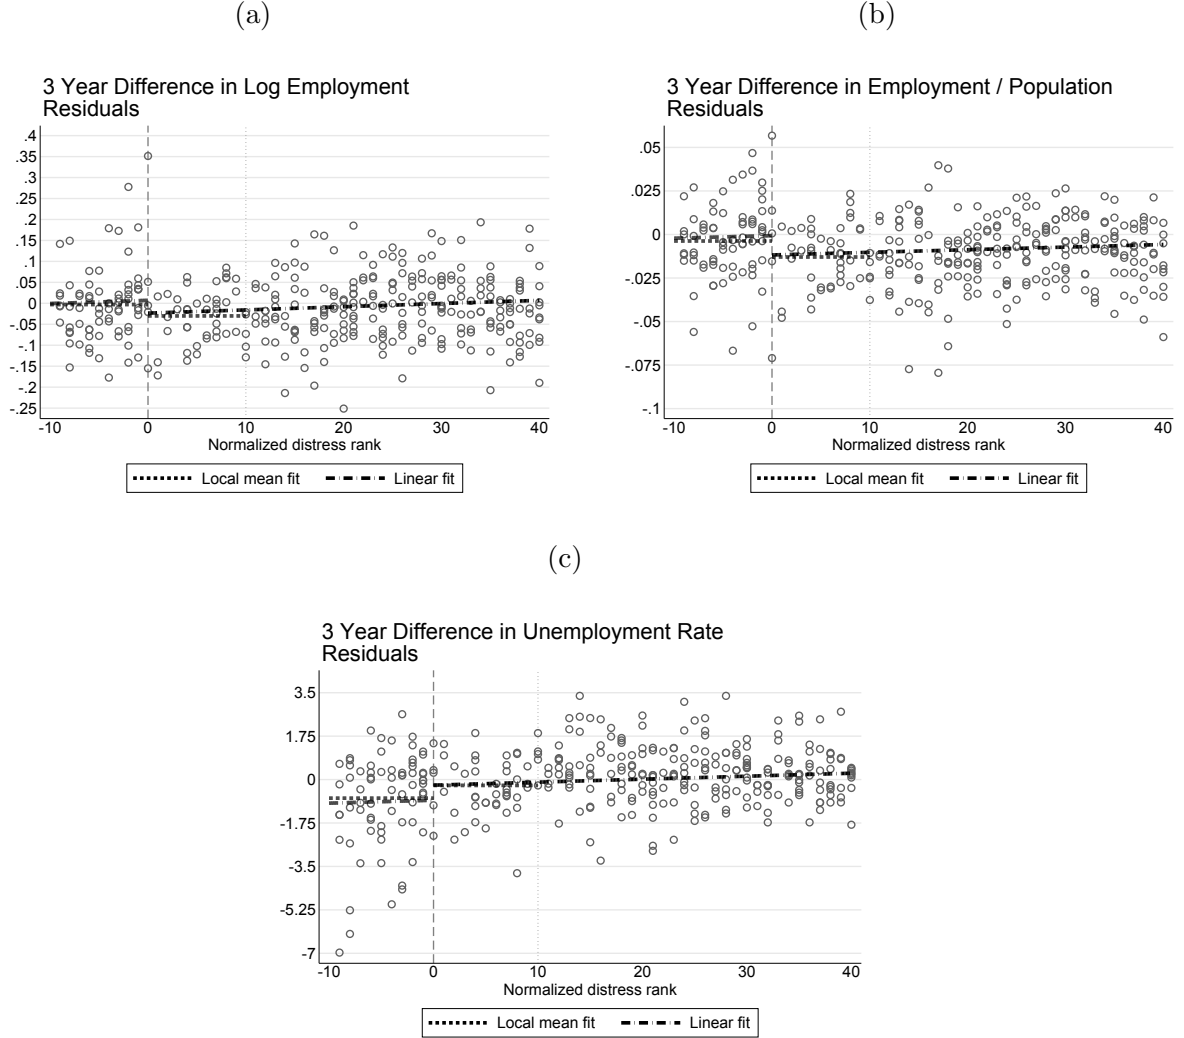 (a)
3 Year Difference in Log Employment
Residuals
.4
.35
.3
.25
.2
.15
.1
.05
0
-.05
-.1
-.15
-.2
-.25
-10 0 10 20 30 40
Normalized distress rank
Local mean fit Linear fit
(b)
3 Year Difference in Employment / Population
Residuals
.05
.025
0
-.025
-.05
-.075
-.1
-10 0 10 20 30 40
Normalized distress rank
Local mean fit Linear fit
(c)
3 Year Difference in Unemployment Rate
Residuals
3.5
1.75
0
-1.75
-3.5
-5.25
-7
-10 0 10 20 30 40
Normalized distress rank
Local mean fit Linear fit